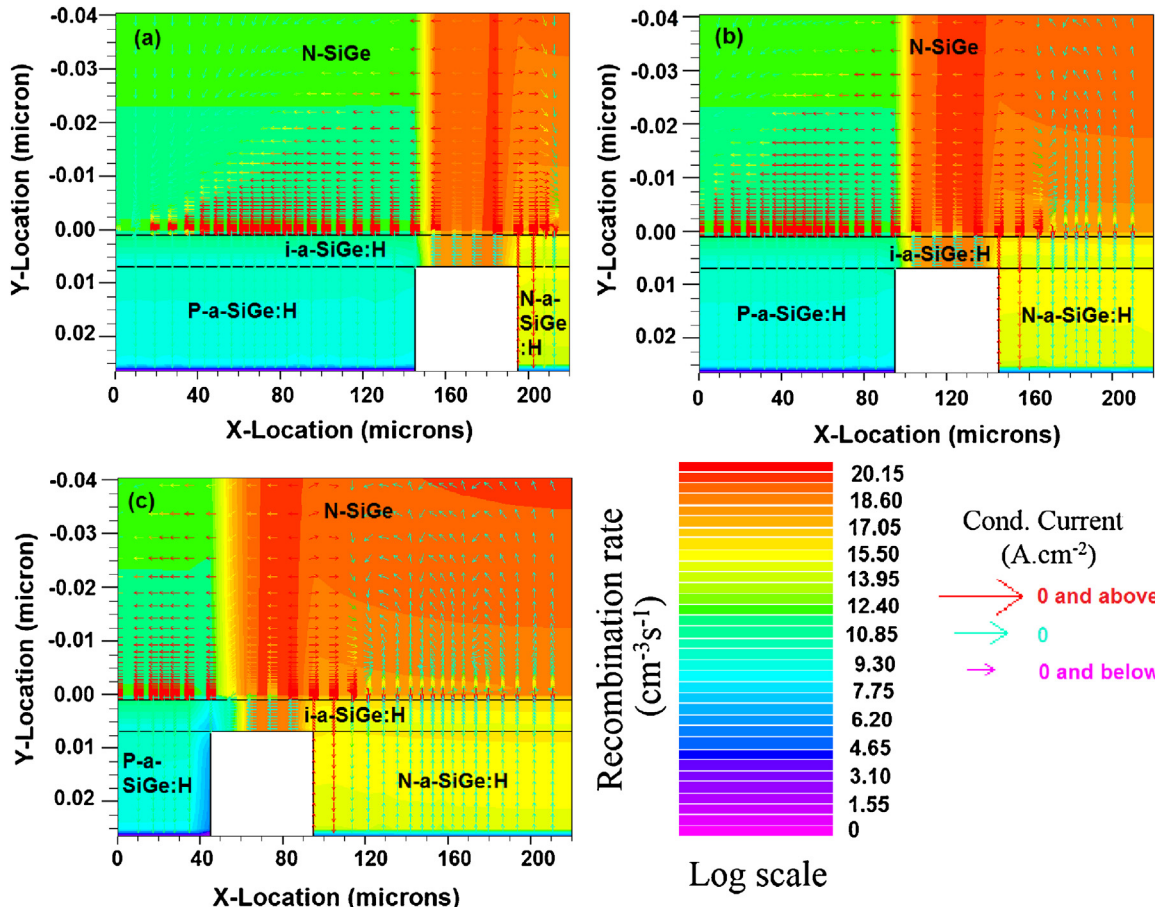 (a)
N-SiGe
-0.04
-0.03
-0.02
-0.01
0.00
0.01
0.02
Y-Location (micron)
i-a-SiGe:H
P-a-SiGe:H
N-a-
SiGe
:H
0 40 80 120 160 200
X-Location (microns)
(b)
N-SiGe
-0.04
-0.03
-0.02
-0.01
0.00
0.01
0.02
Y-Location (micron)
i-a-SiGe:H
P-a-SiGe:H
N-a-SiGe:H
0 40 80 120 160 200
X-Location (microns)
(c)
N-SiGe
-0.04
-0.03
-0.02
-0.01
0.00
0.01
0.02
Y-Location (micron)
i-a-SiGe:H
P-a-
SiGe:H
N-a-SiGe:H
0 40 80 120 160 200
X-Location (microns)
Recombination rate
(cm-3s-1)
20.15
18.60
17.05
15.50
13.95
12.40
10.85
9.30
7.75
6.20
4.65
3.10
1.55
0
Log scale
Cond. Current
(A.cm-2)
0 and above
0
0 and below